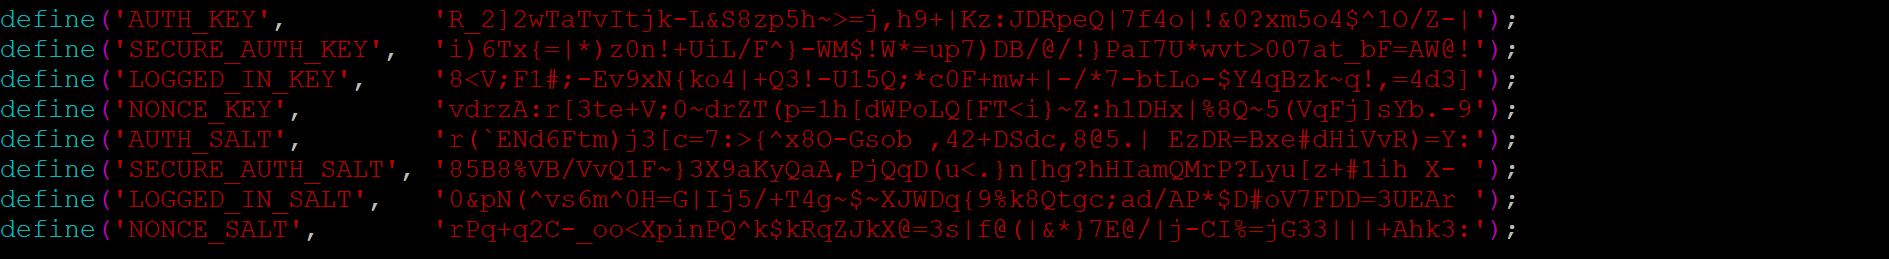 define('AUTH_KEY',         'R_2]2wTaTvItjk-L&S8zp5h~>=j,h9+|Kz:JDRpeQ|7f4o|!&0?xm5o4$^1O/Z-|');
define('SECURE_AUTH_KEY',  'i)6Tx{=|*)z0n!+UiL/F^}-WM$!W*=up7)DB/@/!}PaI7U*wvt>007at_bF=AW@!');
define('LOGGED_IN_KEY',    '8<V;F1#;-Ev9xN{ko4|+Q3!-U15Q;*c0F+mw+|-/*7-btLo-$Y4qBzk~q!,=4d3]');
define('NONCE_KEY',        'vdrzA:r[3te+V;0~drZT(p=1h[dWPoLQ[FT<i}~Z:h1DHx|%8Q~5(VqFj]sYb.-9');
define('AUTH_SALT',        'r(`ENd6Ftm)j3[c=7:>{^x8O-Gsob ,42+DSdc,8@5.| EzDR=Bxe#dHiVvR)=Y:');
define('SECURE_AUTH_SALT', '85B8%VB/VvQ1F~}3X9aKyQaA,PjQqD(u<.}n[hg?hHIamQMrP?Lyu[z+#1ih X- ');
define('LOGGED_IN_SALT',   '0&pN(^vs6m^0H=G|Ij5/+T4g~$~XJWDq{9%k8Qtgc;ad/AP*$D#oV7FDD=3UEAr ');
define('NONCE_SALT',       'rPq+q2C-_oo<XpinPQ^k$kRqZJkX@=3s|f@(|&*}7E@/|j-CI%=jG33|||+Ahk3:');